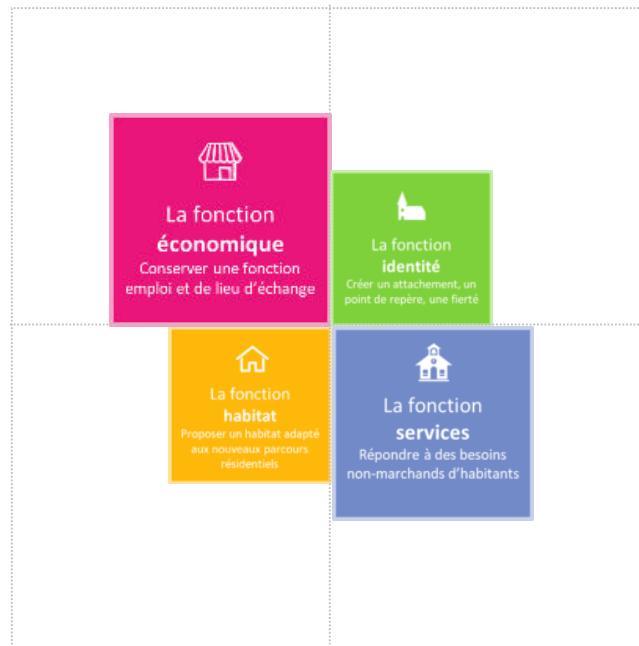 La fonction
économique
Conserver une fonction
emploi et de lieu d'échange
La fonction
identité
Créer un attachement, un
point de repère, une fierté
La fonction
habitat
Proposer un habitat adapté
aux nouveaux parcours
résidentiels
La fonction
services
Répondre à des besoins
non-marchands d'habitants